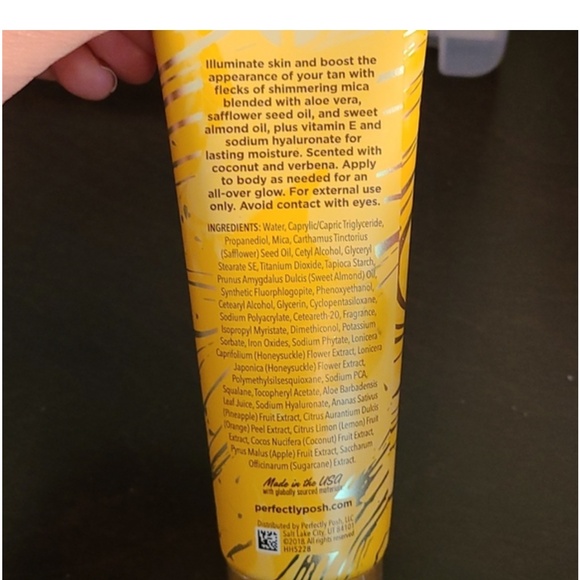 Illuminate skin and boost the
appearance of your tan with
flecks of shimmering mica
blended with aloe vera,
safflower seed oil, and sweet
almond oil, plus vitamin E and
sodium hyaluronate for
lasting moisture. Scented with
coconut and verbena. Apply
to body as needed for an
all-over glow. For external use
only. Avoid contact with eyes.
INGREDIENTS: Water, Caprylic/Capric Triglyceride,
Propanediol, Mica, Carthamus Tinctorius
(Safflower) Seed Oil, Cetyl Alcohol, Glyceryl
Stearate SE, Titanium Dioxide, Tapioca Starch,
Prunus Amygdalus Dulcis (Sweet Almond) Oil,
Synthetic Fluorphlogopite, Phenoxyethanol,
Cetearyl Alcohol, Glycerin, Cyclopentasiloxane,
Sodium Polyacrylate, Ceteareth-20, Fragrance,
Isopropyl Myristate, Dimethiconol, Potassium
Sorbate, Iron Oxides, Sodium Phytate, Lonicera
Caprifolium (Honeysuckle) Flower Extract, Lonicera
Japonica (Honeysuckle) Flower Extract,
Polymethylsilsesquioxane, Sodium PCA,
Squalane, Tocopheryl Acetate, Aloe Barbadensis
Leaf Juice, Sodium Hyaluronate, Ananas Sativus
(Pineapple) Fruit Extract, Citrus Aurantium Dulcis
(Orange) Peel Extract, Citrus Limon (Lemon) Fruit
Extract, Cocos Nucifera (Coconut) Fruit Extract,
Pyrus Malus (Apple) Fruit Extract, Saccharum
Officinarum (Sugarcane) Extract.
Made in the USA
with globally sourced materials
perfectlyposh.com
Distributed by Perfectly Posh, LLC
Salt Lake City, UT 84101
©2018 All rights reserved
HH5228